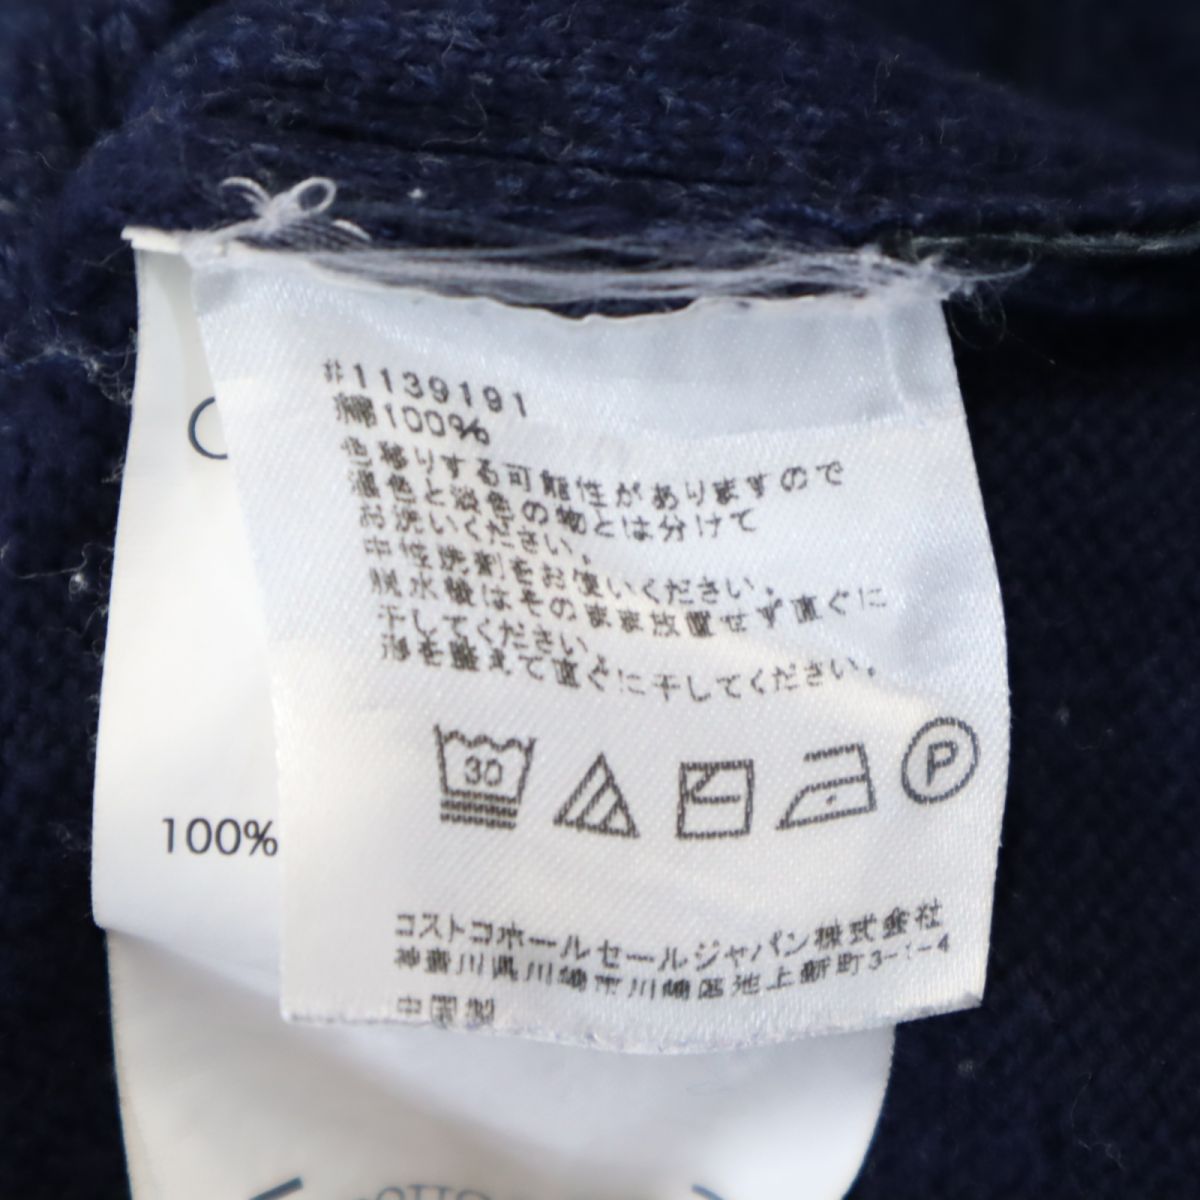 #1139191
綿100%
色移りする可能性がありますので
濃色と淡色の物とは分けて
お洗いください。
中性洗剤をお使いください。
脱水後はそのまま放置せず直ぐに
干してください。
形を整えて直ぐに干してください。
30
P
100%
コストコホールセールジャパン株式会社
神奈川県川崎市川崎区池上新町3-1-4
中国製